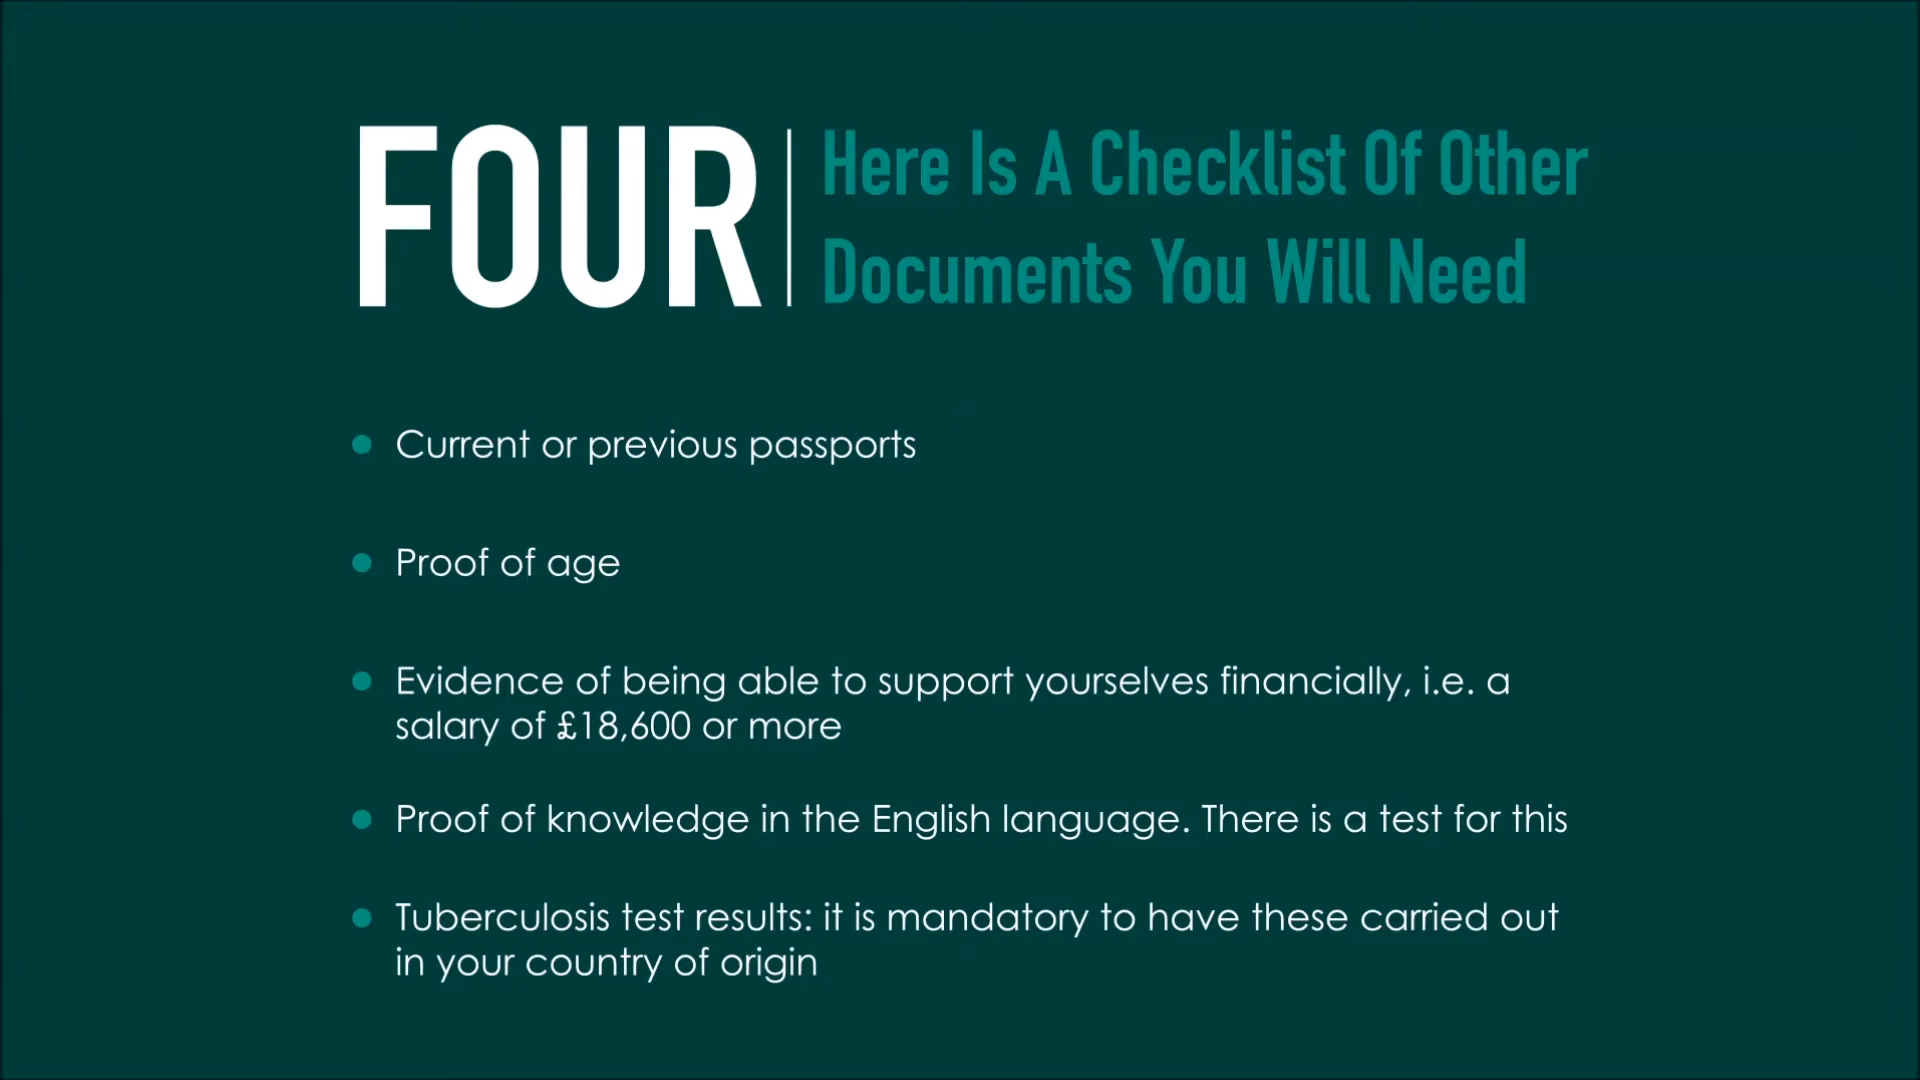 FOUR
Here Is A Checklist Of Other
Documents You Will Need
Current or previous passports
Proof of age
Evidence of being able to support yourselves financially, i.e. a
salary of £18,600 or more
Proof of knowledge in the English language. There is a test for this
Tuberculosis test results: it is mandatory to have these carried out
in your country of origin